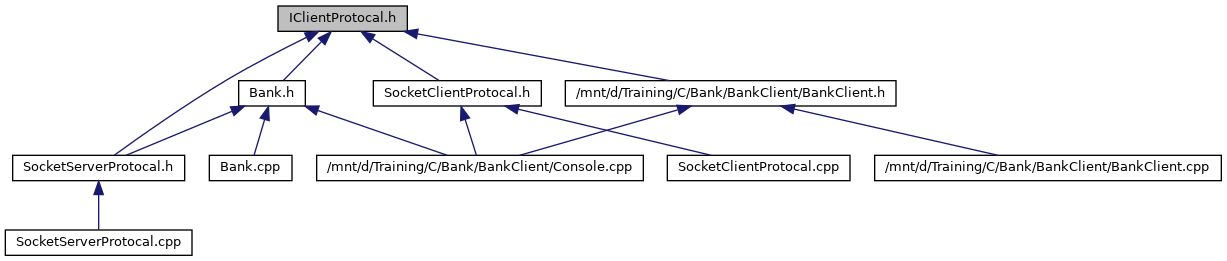 IClientProtocal.h
Bank.h
SocketClientProtocal.h
/mnt/d/Training/C/Bank/BankClient/BankClient.h
SocketServerProtocal.h
Bank.cpp
/mnt/d/Training/C/Bank/BankClient/Console.cpp
SocketClientProtocal.cpp
/mnt/d/Training/C/Bank/BankClient/BankClient.cpp
SocketServerProtocal.cpp